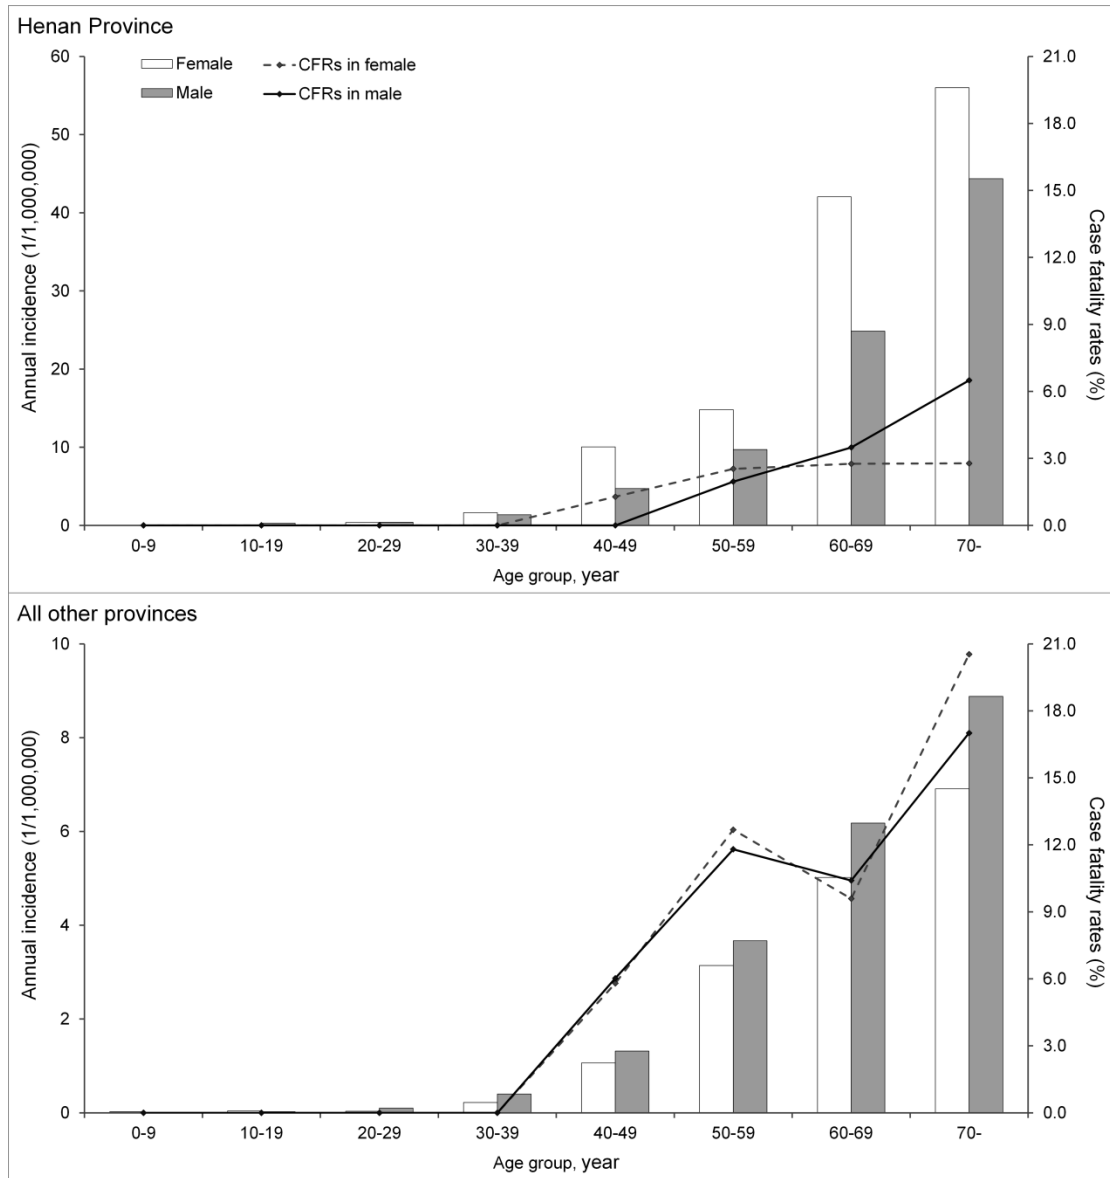 Henan Province
Female
CFRs in female
Male
CFRs in male
Annual incidence (1/1,000,000)
60
50
40
30
20
10
0
21.0
18.0
15.0
12.0
9.0
6.0
3.0
0.0
Case fatality rates (%)
0-9 10-19 20-29 30-39 40-49 50-59 60-69 70-
Age group, year
All other provinces
Annual incidence (1/1,000,000)
10
8
6
4
2
0
21.0
18.0
15.0
12.0
9.0
6.0
3.0
0.0
Case fatality rates (%)
0-9 10-19 20-29 30-39 40-49 50-59 60-69 70-
Age group, year